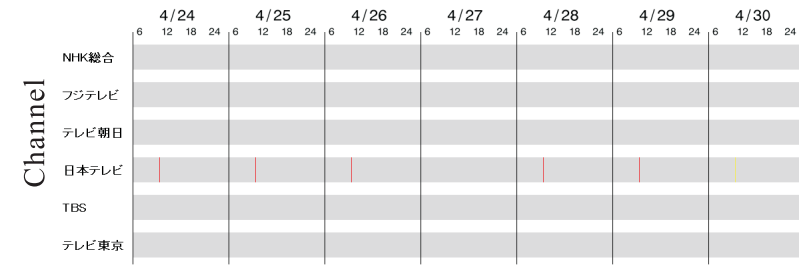 4/24 4/25 4/26 4/27 4/28 4/29 4/30
6 12 18 24 6 12 18 24 6 12 18 24 6 12 18 24 6 12 18 24 6 12 18 24 6 12 18 24
Channel
NHK総合
フジテレビ
テレビ朝日
日本テレビ
TBS
テレビ東京